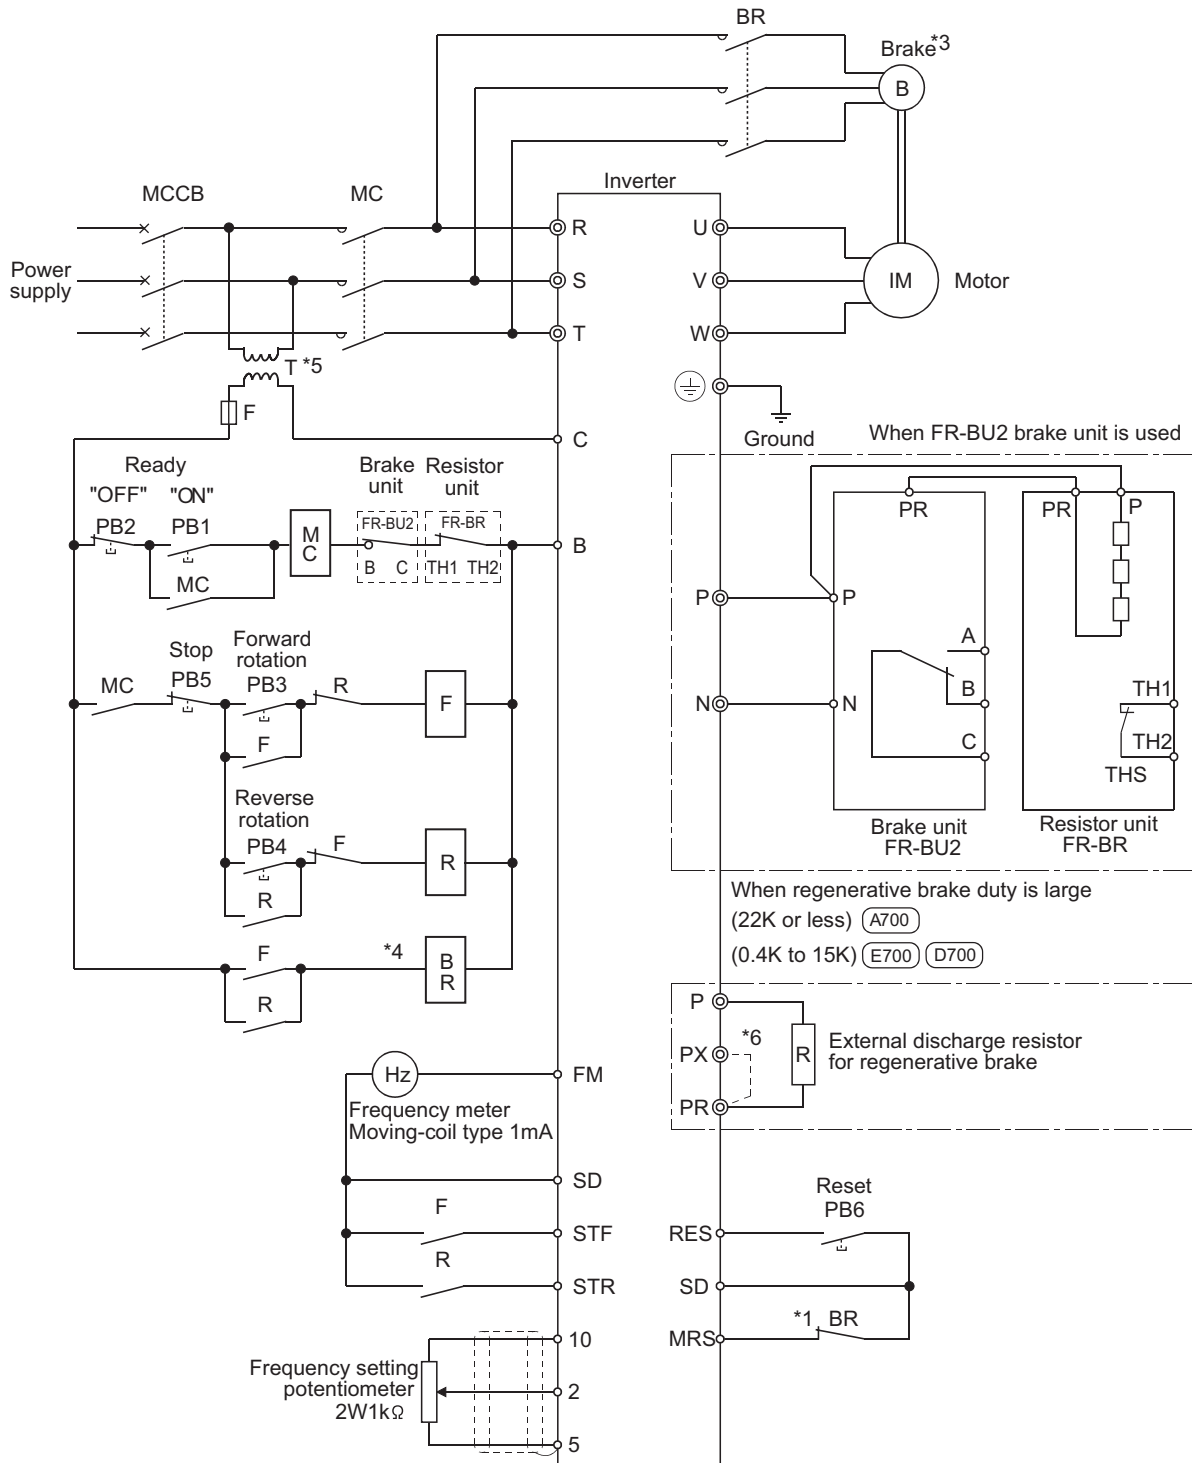 BR
Brake*3
B
Inverter
MCCB
MC
R
U
Power
supply
S
V
IM
Motor
T
W
T *5
F
Ground
C
When FR-BU2 brake unit is used
Ready
"OFF"
"ON"
PB2
PB1
MC
M
C
Brake
unit
Resistor
unit
FR-BU2
FR-BR
B
C
TH1
TH2
B
PR
PR
P
P
P
A
B
C
N
N
TH1
TH2
THS
Brake unit
FR-BU2
Resistor unit
FR-BR
MC
Stop
PB5
Forward
rotation
PB3
R
F
F
Reverse
rotation
PB4
F
R
R
When regenerative brake duty is large
(22K or less) A700
(0.4K to 15K) E700 D700
F
*4
B
R
R
P
PX
*6
R
External discharge resistor
for regenerative brake
PR
Hz
FM
Frequency meter
Moving-coil type 1mA
SD
F
STF
R
STR
Reset
PB6
RES
SD
*1
BR
MRS
10
Frequency setting
potentiometer
2W1kΩ
2
5